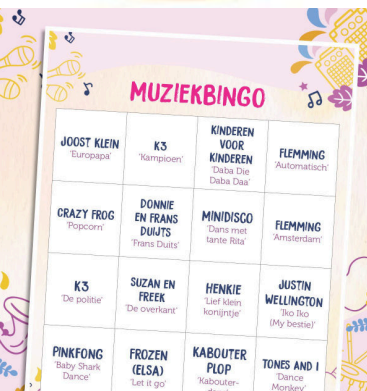 MUZIEKBINGO
JOOST KLEIN
'Europapa'
K3
'Kampioen'
KINDEREN
VOOR
KINDEREN
'Daba Die
Daba Daa'
FLEMMING
'Automatisch'
CRAZY FROG
'Popcorn'
DONNIE
EN FRANS
DUIJTS
'Frans Duits'
MINIDISCO
'Dans met
tante Rita'
FLEMMING
'Amsterdam'
K3
'De politie'
SUZAN EN
FREEK
'De overkant'
HENKIE
'Lief klein
konijntje'
JUSTIN
WELLINGTON
'Iko Iko
(My bestie)'
PINKFONG
'Baby Shark
Dance'
FROZEN
(ELSA)
'Let it go'
KABOUTER
PLOP
'Kabouter-
TONES AND I
'Dance
Monkey'